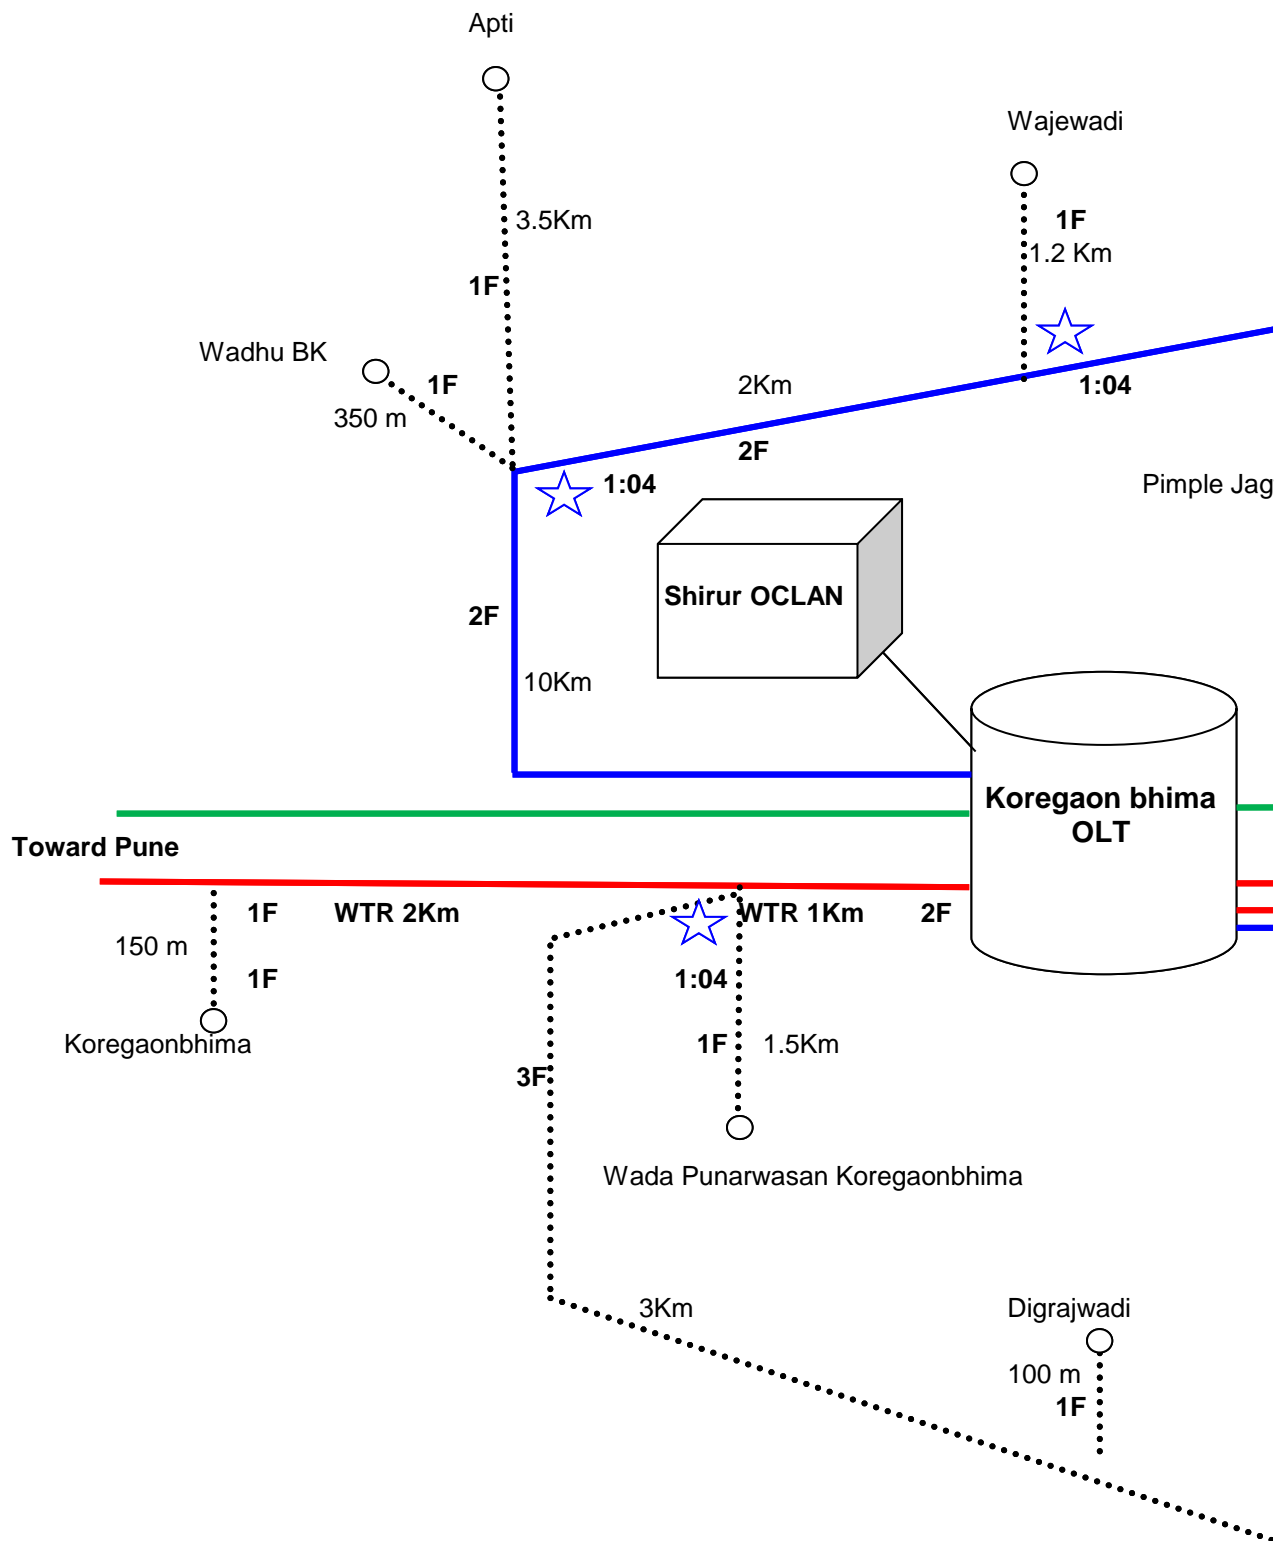 Apti
Wajewadi
3.5Km
1F
1.2 Km
1F
Wadhu BK
1F
350 m
2Km
1:04
2F
1:04
Pimple Jag
Shirur OCLAN
2F
10Km
Koregaon bhima
OLT
Toward Pune
1F
WTR 2Km
WTR 1Km
2F
150 m
1F
1:04
Koregaonbhima
1F
1.5Km
3F
Wada Punarwasan Koregaonbhima
3Km
Digrajwadi
100 m
1F